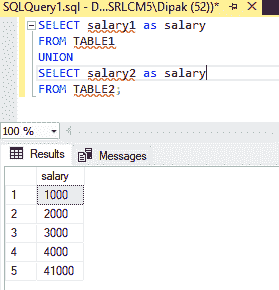 SQLQuery1.sql - D...SRLCM5\Dipak (52))*
SELECT salary1 as salary
FROM TABLE1
UNION
SELECT salary2 as salary
FROM TABLE2;
100 %
Results Messages
salary
1 1000
2 2000
3 3000
4 4000
5 41000